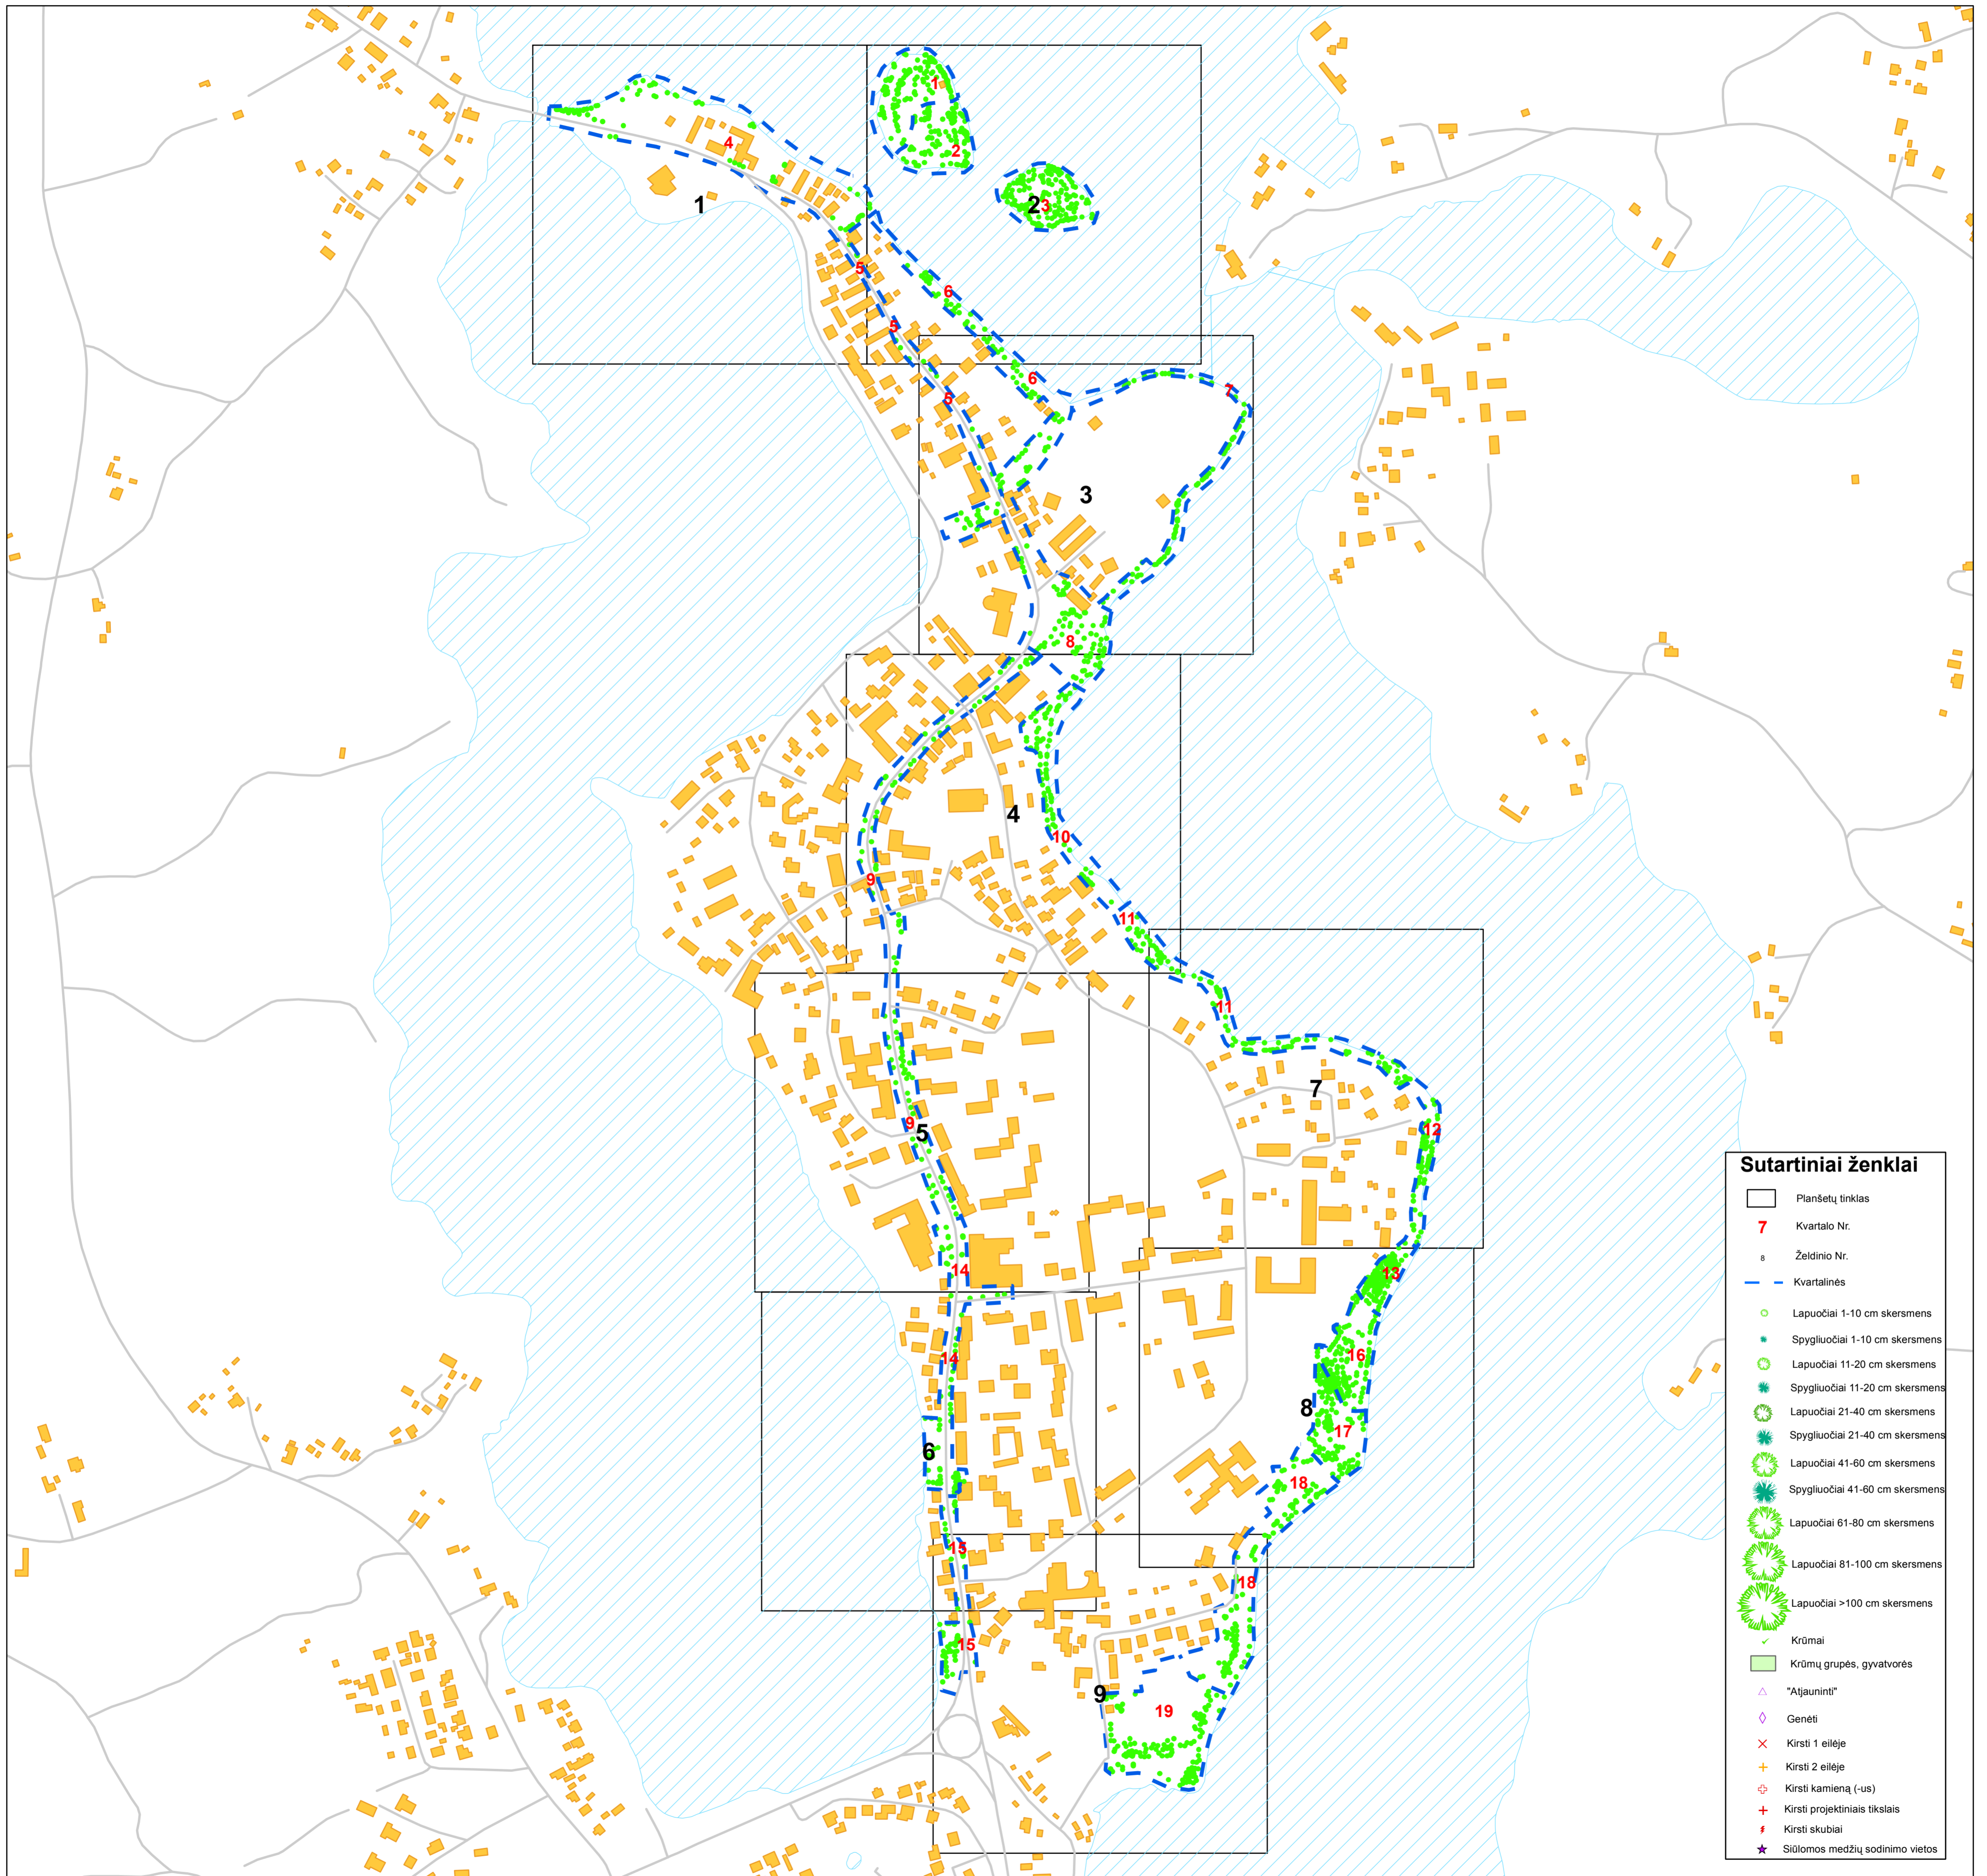 1
2
4
1
2
3
5
6
5
6
7
5
3
8
4
10
9
11
11
7
9
5
12
14
13
14
16
8
17
6
18
15
18
15
9
19
Sutartiniai ženklai
Planšetų tinklas
7 Kvartalo Nr.
8 Želdinio Nr.
Kvartalinės
Lapuočiai 1-10 cm skersmens
Spygliuočiai 1-10 cm skersmens
Lapuočiai 11-20 cm skersmens
Spygliuočiai 11-20 cm skersmens
Lapuočiai 21-40 cm skersmens
Spygliuočiai 21-40 cm skersmens
Lapuočiai 41-60 cm skersmens
Spygliuočiai 41-60 cm skersmens
Lapuočiai 61-80 cm skersmens
Lapuočiai 81-100 cm skersmens
Lapuočiai >100 cm skersmens
Krūmai
Krūmų grupės, gyvatvorės
"Atjauninti"
Genėti
Kirsti 1 eilėje
Kirsti 2 eilėje
Kirsti kamieną (-us)
Kirsti projektiniais tikslais
Kirsti skubiai
Siūlomos medžių sodinimo vietos